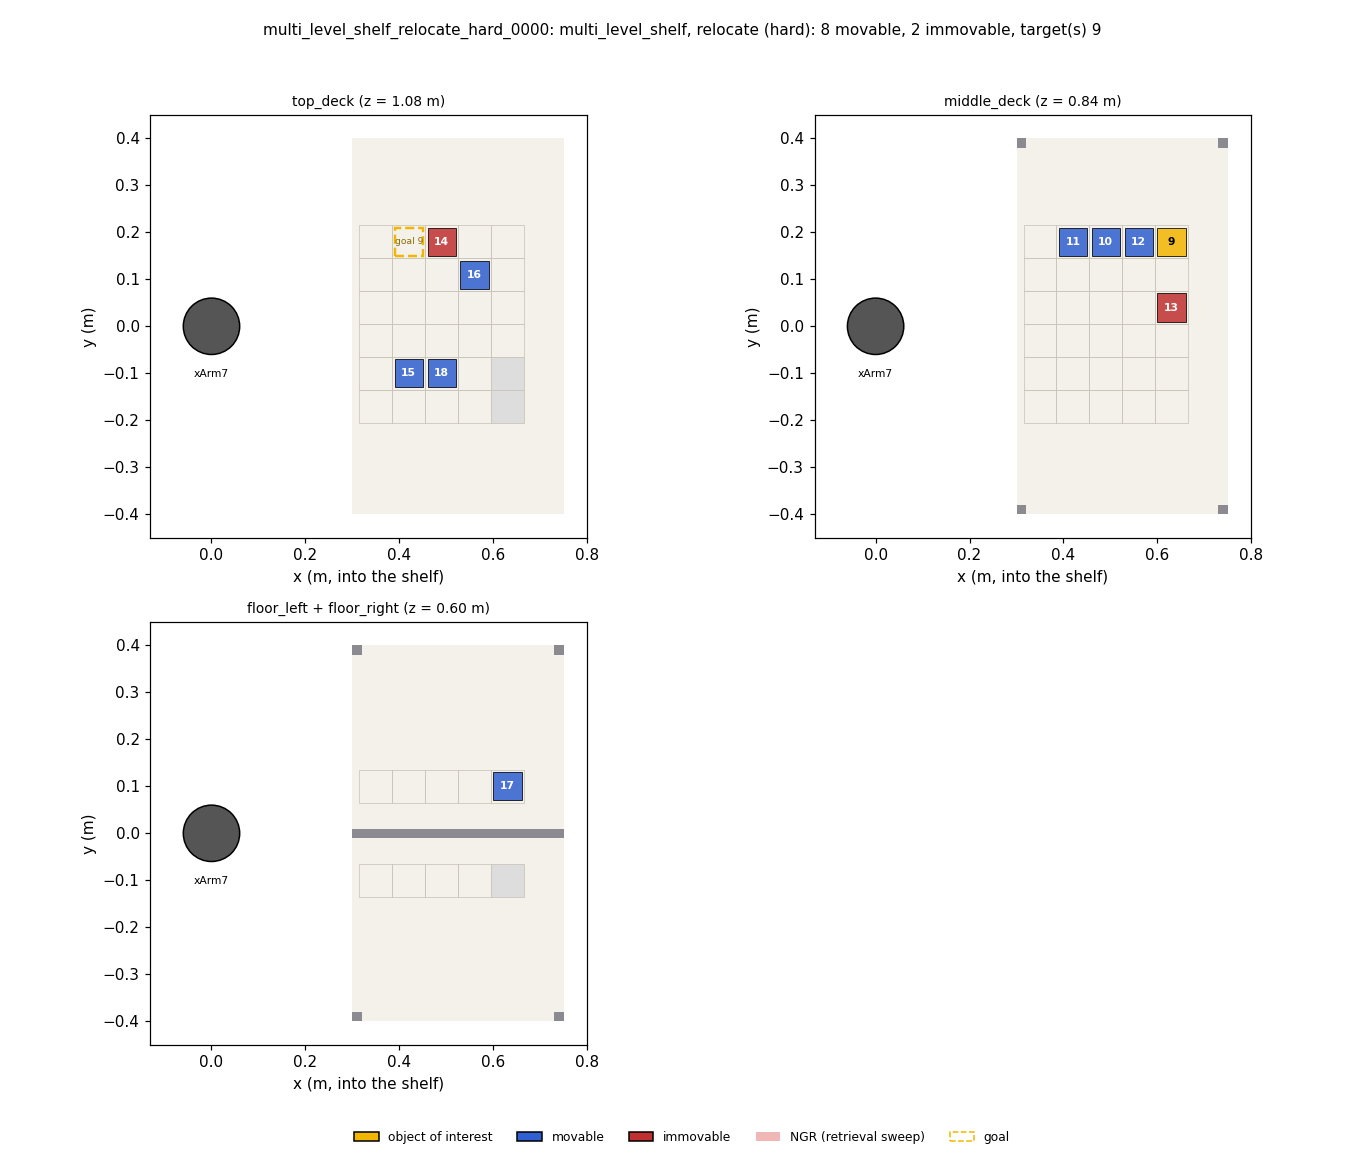 multi_level_shelf_relocate_hard_0000: multi_level_shelf, relocate (hard): 8 movable, 2 immovable, target(s) 9
top_deck (z = 1.08 m)
0.4
0.3
0.2
0.1
0.0
−0.1
−0.2
−0.3
−0.4
y (m)
goal 9
14
16
15
18
xArm7
0.0
0.2
0.4
0.6
0.8
x (m, into the shelf)
middle_deck (z = 0.84 m)
0.4
0.3
0.2
0.1
0.0
−0.1
−0.2
−0.3
−0.4
y (m)
11
10
12
9
13
xArm7
0.0
0.2
0.4
0.6
0.8
x (m, into the shelf)
floor_left + floor_right (z = 0.60 m)
0.4
0.3
0.2
0.1
0.0
−0.1
−0.2
−0.3
−0.4
y (m)
17
xArm7
0.0
0.2
0.4
0.6
0.8
x (m, into the shelf)
object of interest
movable
immovable
NGR (retrieval sweep)
goal